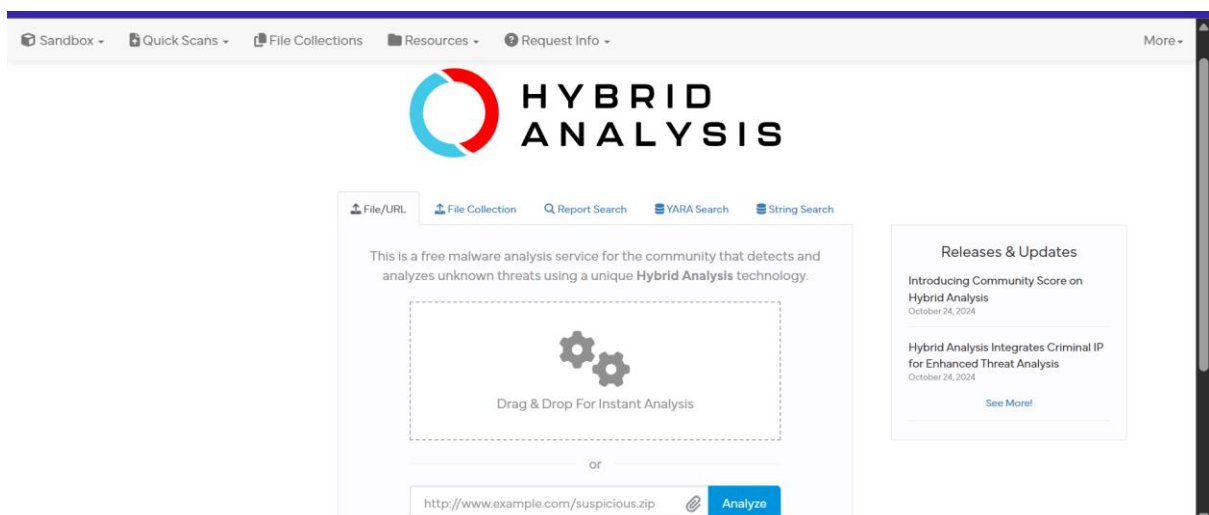 Sandbox
Quick Scans
File Collections
Resources
Request Info
More
HYBRID
ANALYSIS
File/URL
File Collection
Report Search
YARA Search
String Search
This is a free malware analysis service for the community that detects and
analyzes unknown threats using a unique Hybrid Analysis technology.
Drag & Drop For Instant Analysis
or
http://www.example.com/suspicious.zip
Analyze
Releases & Updates
Introducing Community Score on
Hybrid Analysis
October 24, 2024
Hybrid Analysis Integrates Criminal IP
for Enhanced Threat Analysis
October 24, 2024
See More!